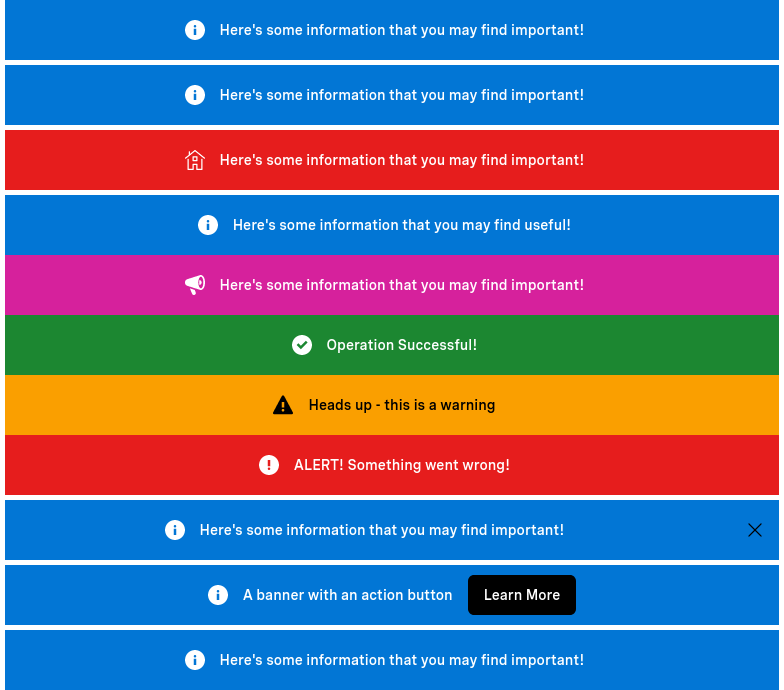 Here's some information that you may find important!
Here's some information that you may find important!
Here's some information that you may find important!
Here's some information that you may find useful!
Here's some information that you may find important!
Operation Successful!
Heads up - this is a warning
ALERT! Something went wrong!
Here's some information that you may find important!
A banner with an action button Learn More
Here's some information that you may find important!